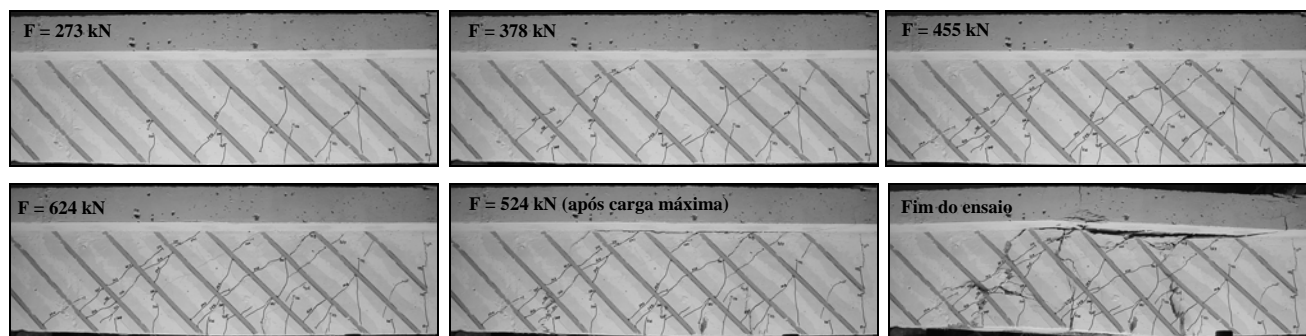 F = 273 kN
F = 378 kN
F = 455 kN
F = 624 kN
F = 524 kN (após carga máxima)
Fim do ensaio